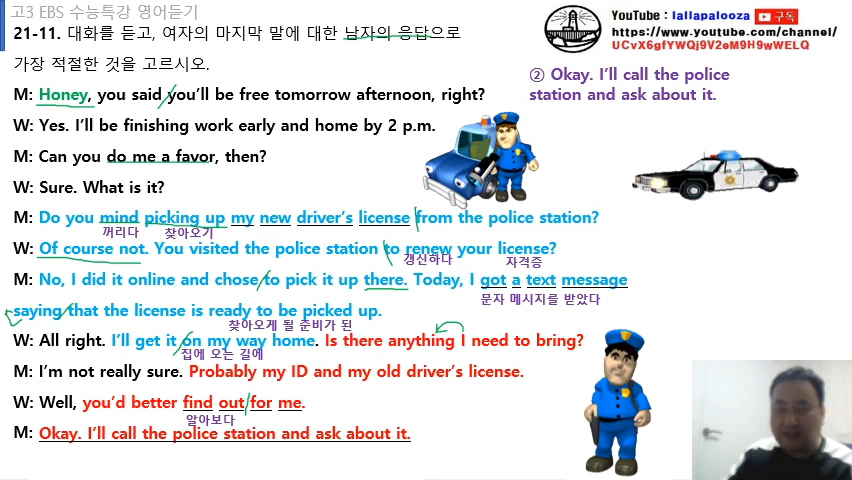 고3 EBS 수능특강 영어듣기
21-11. 대화를 듣고, 여자의 마지막 말에 대한 남자의 응답으로
가장 적절한 것을 고르시오.
YouTube : lallapalooza 구독
https://www.youtube.com/channel/
UCvX6gfYWQj9V2eM9H9wWELQ
② Okay. I'll call the police
station and ask about it.
M: Honey, you said you'll be free tomorrow afternoon, right?
W: Yes. I'll be finishing work early and home by 2 p.m.
M: Can you do me a favor, then?
W: Sure. What is it?
M: Do you mind picking up my new driver's license from the police station?
꺼리다 찾아오기
W: Of course not. You visited the police station to renew your license?
갱신하다 자격증
M: No, I did it online and chose to pick it up there. Today, I got a text message
문자 메시지를 받았다
saying that the license is ready to be picked up.
찾아오게 될 준비가 된
W: All right. I'll get it on my way home. Is there anything I need to bring?
집에 오는 길에
M: I'm not really sure. Probably my ID and my old driver's license.
W: Well, you'd better find out for me.
알아보다
M: Okay. I'll call the police station and ask about it.